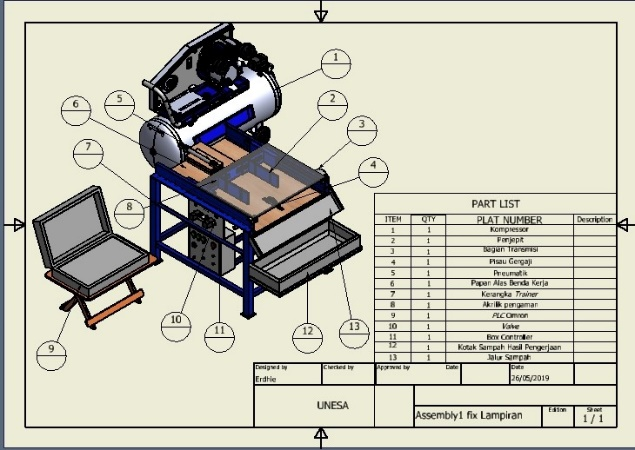 1
2
3
4
5
6
7
8
9
10
11
12
13
PART LIST
ITEM QTY PLAT NUMBER Description
1 1 Kompressor
2 1 Penjepit
3 1 Bagian Transmisi
4 1 Pisau Gergaji
5 1 Pneumatik
6 1 Papan Alas Benda Kerja
7 1 Kerangka Trainer
8 1 Akrilik pengaman
9 1 PLC Omron
10 1 Valve
11 1 Box Controller
12 1 Kotak Sampah Hasil Pengerjaan
13 1 Jalur Sampah
Designed by Checked by Approved by Date Date
Erdhie 26/05/2019
UNESA
Assembly1 fix Lampiran
Edition Sheet
1 / 1